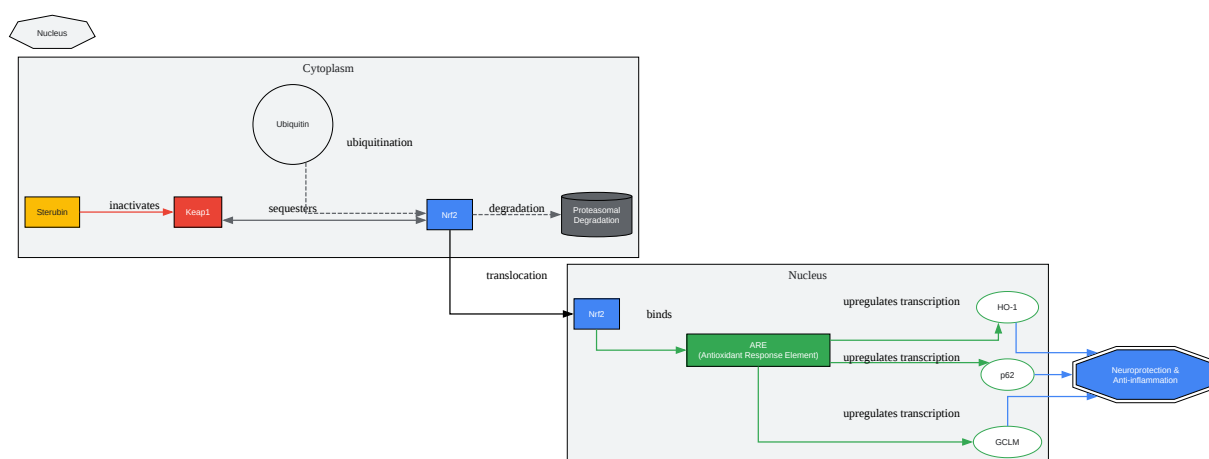 Nucleus
Cytoplasm
Ubiquitin
ubiquitination
Sterubin
inactivates
Keap1
sequesters
Nrf2
degradation
Proteasomal
Degradation
translocation
Nucleus
Nrf2
binds
ARE
(Antioxidant Response Element)
upregulates transcription
HO-1
upregulates transcription
p62
upregulates transcription
GCLM
Neuroprotection &
Anti-inflammation